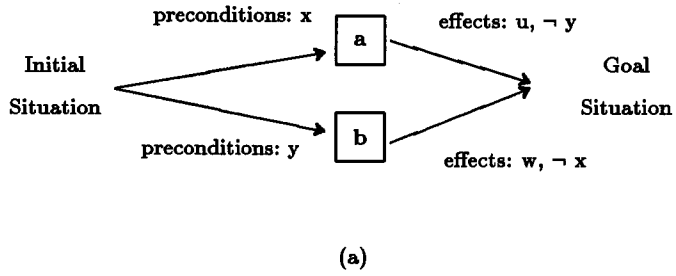 preconditions: x
a
effects: u, ¬ y
Initial
Situation
Goal
Situation
preconditions: y
b
effects: w, ¬ x
(a)